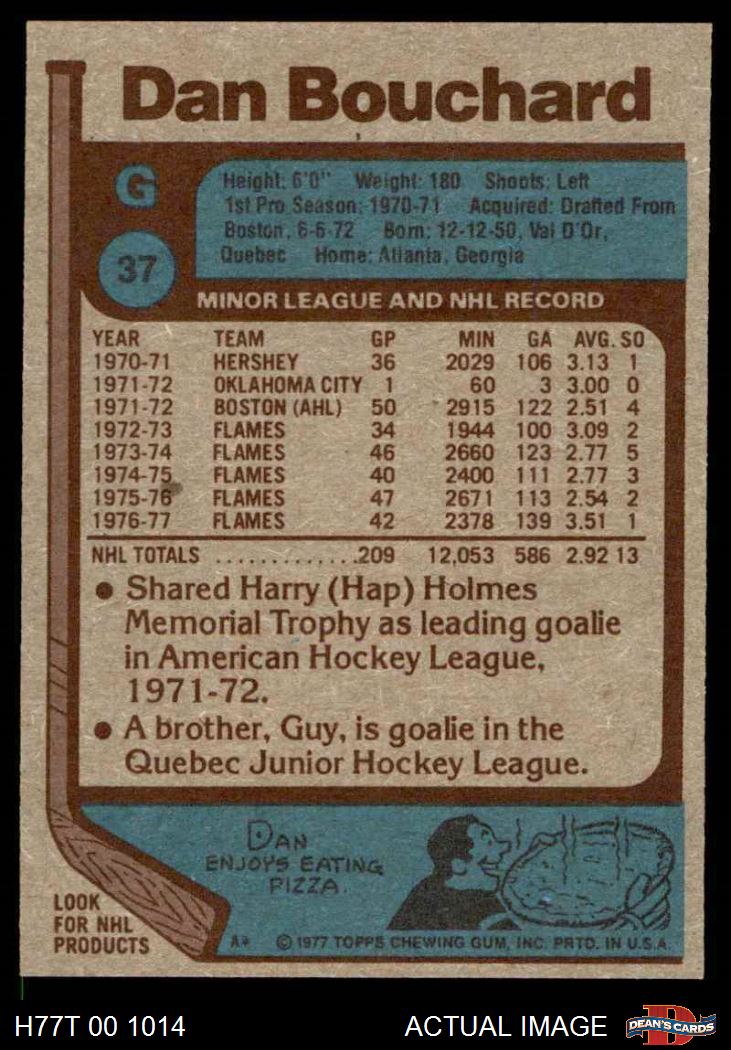 Dan Bouchard
G
37
Height: 6'0" Weight: 180 Shoots: Left
1st Pro Season: 1970-71 Acquired: Drafted From
Boston, 6-6-72 Born: 12-12-50, Val D'Or,
Quebec Home: Atlanta, Georgia
MINOR LEAGUE AND NHL RECORD
YEAR TEAM GP MIN GA AVG. SO
1970-71 HERSHEY 36 2029 106 3.13 1
1971-72 OKLAHOMA CITY 1 60 3 3.00 0
1971-72 BOSTON (AHL) 50 2915 122 2.51 4
1972-73 FLAMES 34 1944 100 3.09 2
1973-74 FLAMES 46 2660 123 2.77 5
1974-75 FLAMES 40 2400 111 2.77 3
1975-76 FLAMES 47 2671 113 2.54 2
1976-77 FLAMES 42 2378 139 3.51 1
NHL TOTALS ..............209 12,053 586 2.92 13
● Shared Harry (Hap) Holmes
Memorial Trophy as leading goalie
in American Hockey League,
1971-72.
● A brother, Guy, is goalie in the
Quebec Junior Hockey League.
DAN
ENJOYS EATING
PIZZA.
LOOK
FOR NHL
PRODUCTS
A* © 1977 TOPPS CHEWING GUM, INC. PRTD. IN U.S.A.
H77T 00 1014 ACTUAL IMAGE DEAN'S CARDS